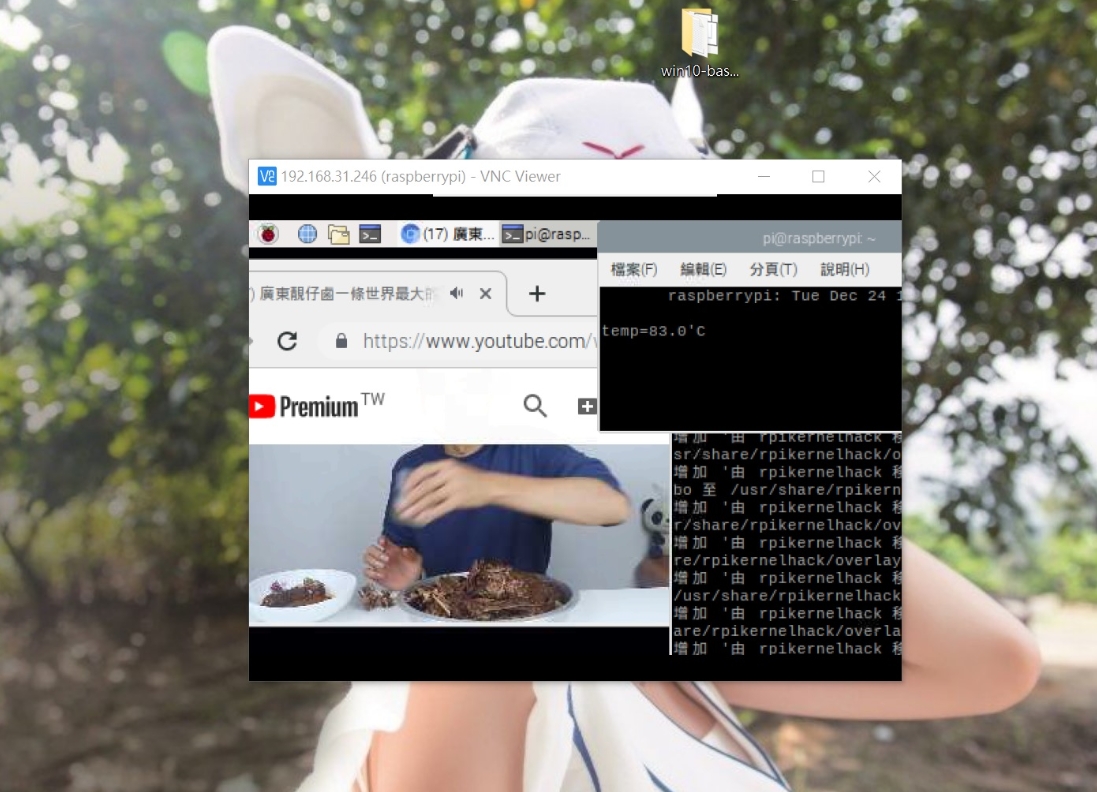 win10-bas...
192.168.31.246 (raspberrypi) - VNC Viewer
(17) 廣東...
pi@rasp...
pi@raspberrypi: ~
檔案(F) 編輯(E) 分頁(T) 說明(H)
) 廣東靚仔鹵一條世界最大的
raspberrypi: Tue Dec 24 1
temp=83.0'C
https://www.youtube.com/
Premium TW
增加 '由 rpikernelhack 移
sr/share/rpikernelhack/o
增加 '由 rpikernelhack 移
bo 至 /usr/share/rpikern
增加 '由 rpikernelhack 移
r/share/rpikernelhack/ov
增加 '由 rpikernelhack 移
re/rpikernelhack/overlay
增加 '由 rpikernelhack 移
/usr/share/rpikernelhack
增加 '由 rpikernelhack 移
are/rpikernelhack/overla
增加 '由 rpikernelhack 移